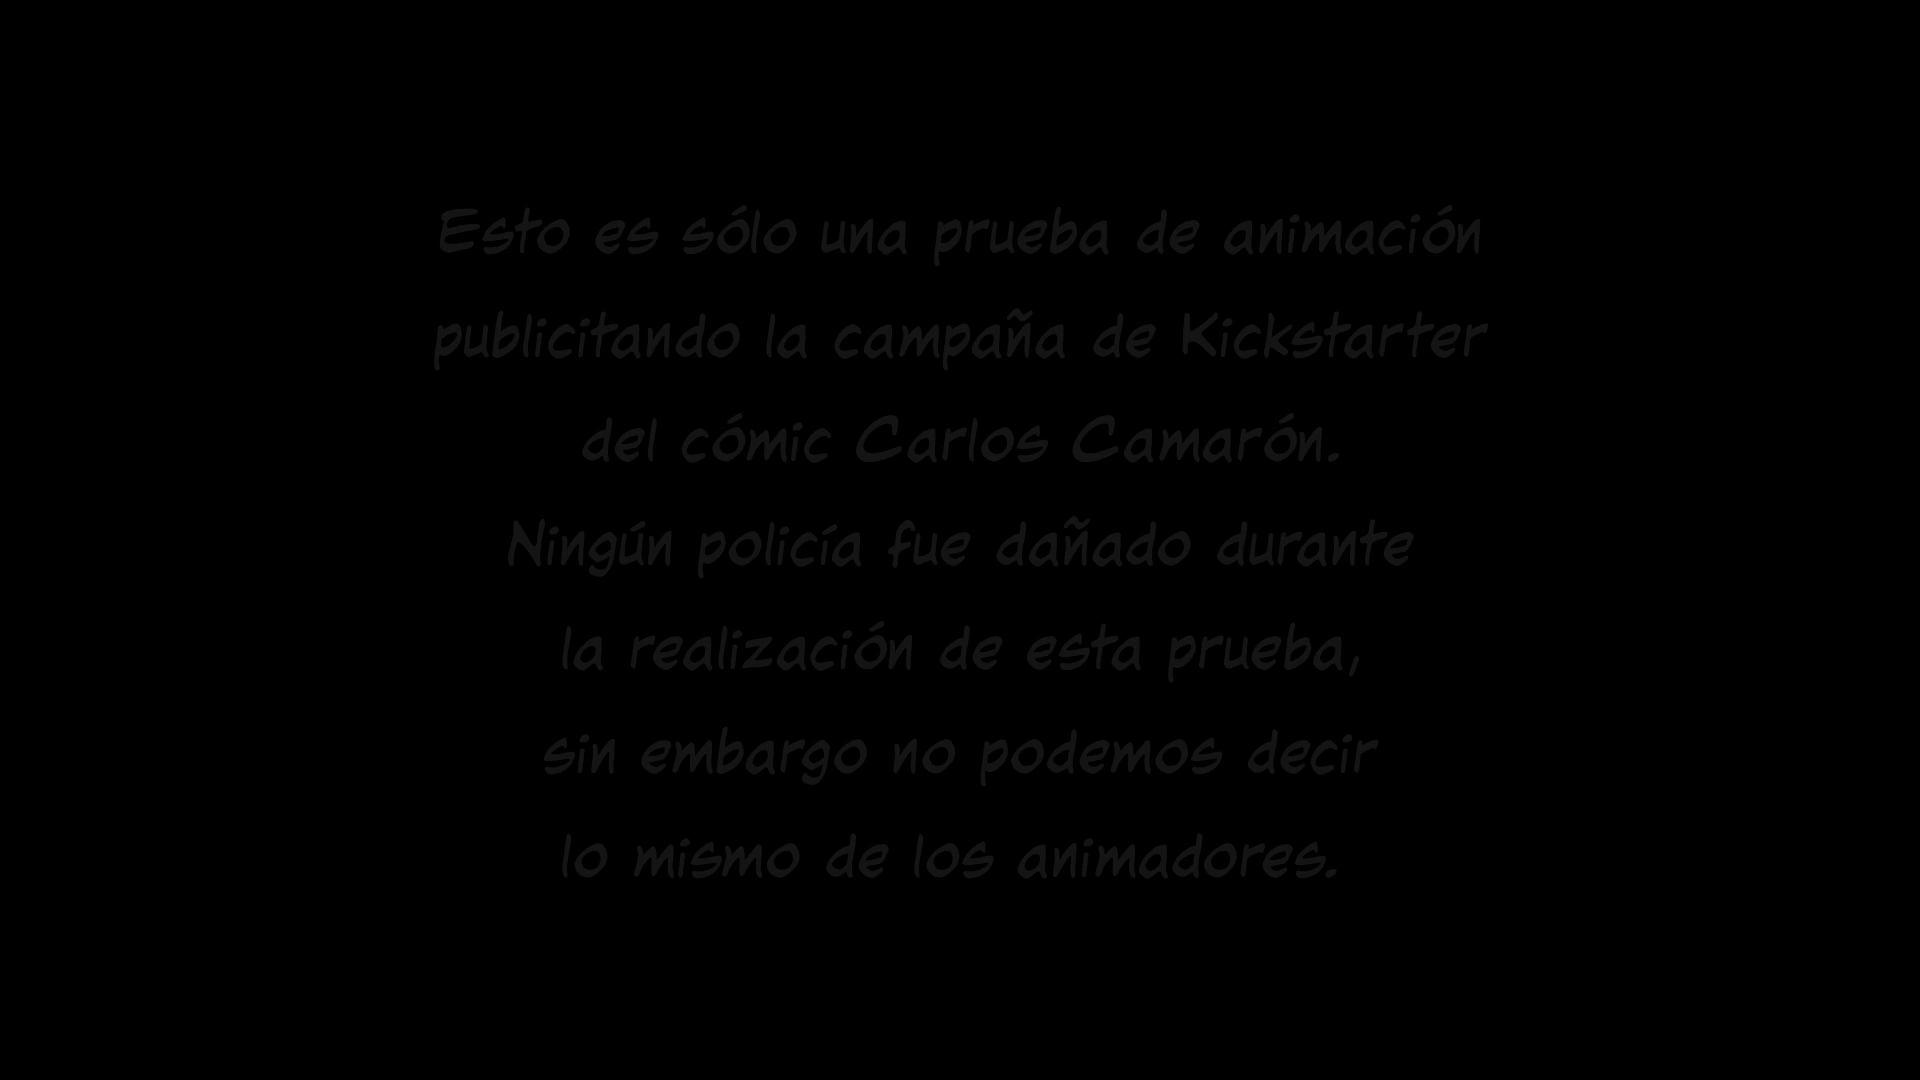 Esto es sólo una prueba de animación
publicitando la campaña de Kickstarter
del cómic Carlos Camarón.
Ningún policía fue dañado durante
la realización de esta prueba,
sin embargo no podemos decir
lo mismo de los animadores.